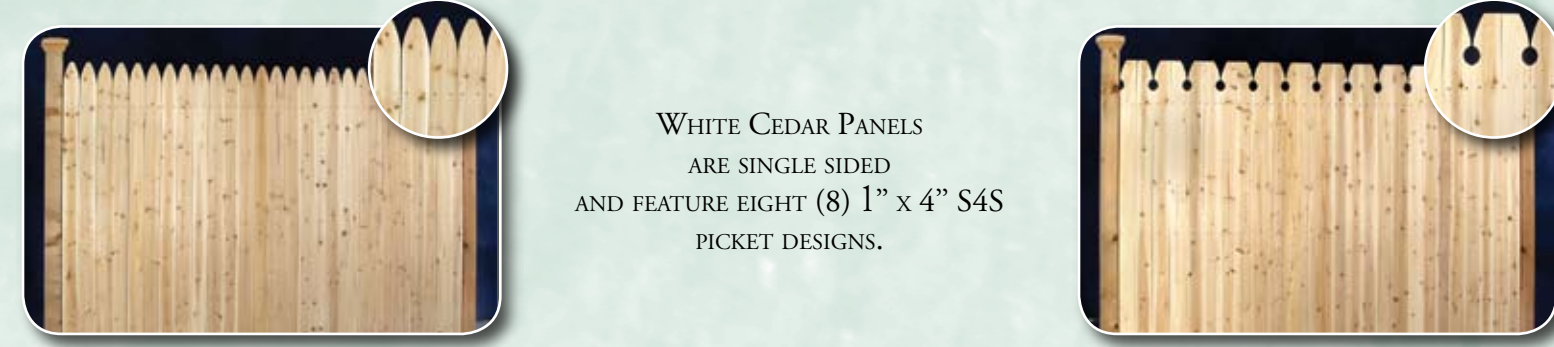 White Cedar Panels
are single sided
and feature eight (8) 1” x 4” S4S
picket designs.